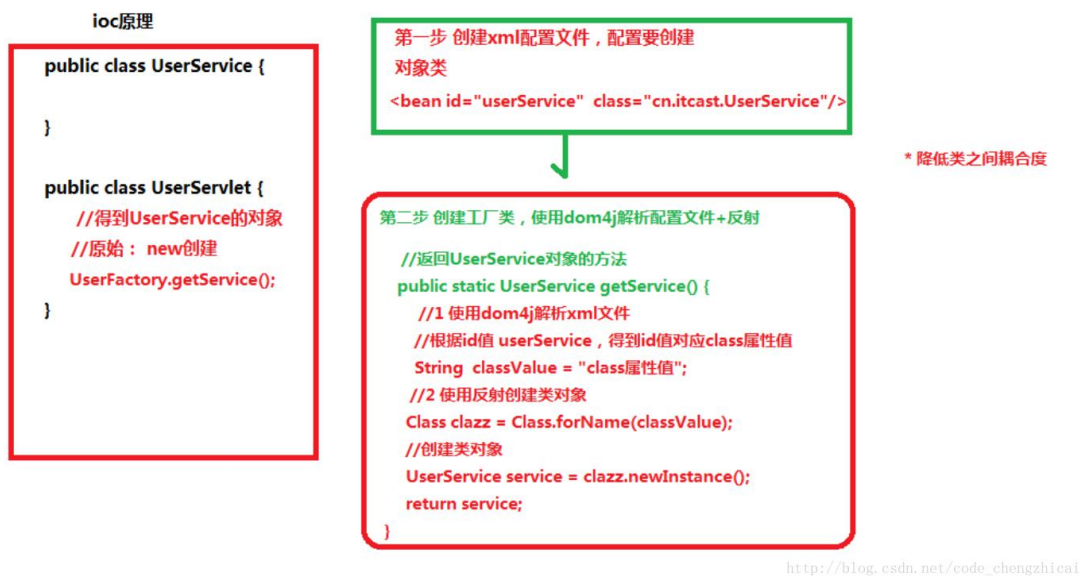 ioc原理
public class UserService {
}
public class UserServlet {
//得到UserService的对象
//原始： new创建
UserFactory.getService();
}
第一步 创建xml配置文件，配置要创建
对象类
<bean id="userService" class="cn.itcast.UserService"/>
* 降低类之间耦合度
第二步 创建工厂类，使用dom4j解析配置文件+反射
//返回UserService对象的方法
public static UserService getService() {
//1 使用dom4j解析xml文件
//根据id值 userService，得到id值对应class属性值
String classValue = "class属性值";
//2 使用反射创建类对象
Class clazz = Class.forName(classValue);
//创建类对象
UserService service = clazz.newInstance();
return service;
}
http://blog.csdn.net/code_chengzhicai